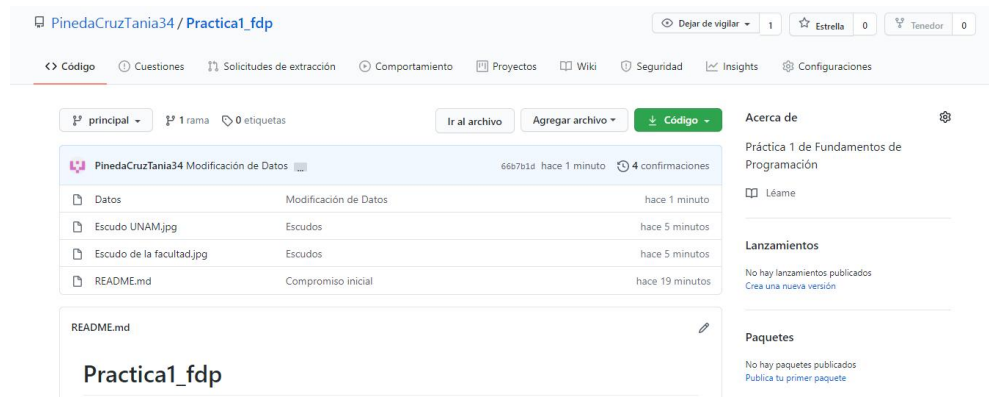 PinedaCruzTania34 / Practica1_fdp
Dejar de vigilar 1 Estrella 0 Tenedor 0
<> Código Cuestiones Solicitudes de extracción Comportamiento Proyectos Wiki Seguridad Insights Configuraciones
principal 1 rama 0 etiquetas Ir al archivo Agregar archivo Código
PinedaCruzTania34 Modificación de Datos ... 66b7b1d hace 1 minuto 4 confirmaciones
Datos Modificación de Datos hace 1 minuto
Escudo UNAM.jpg Escudos hace 5 minutos
Escudo de la facultad.jpg Escudos hace 5 minutos
README.md Compromiso inicial hace 19 minutos
README.md
Practica1_fdp
Acerca de
Práctica 1 de Fundamentos de
Programación
Léame
Lanzamientos
No hay lanzamientos publicados
Crea una nueva versión
Paquetes
No hay paquetes publicados
Publica tu primer paquete